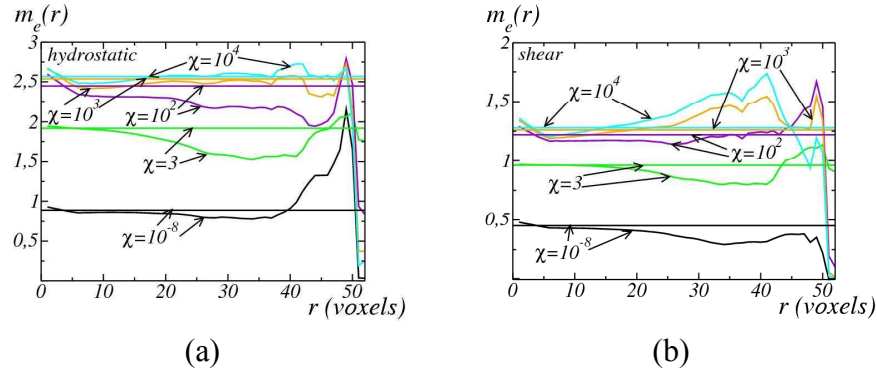 m_e(r)
3
hydrostatic
χ=10^4
2,5
χ=10^3
χ=10^2
2
χ=3
1,5
1
χ=10^-8
0,5
0
10
20
30
40
50
r (voxels)
(a)
m_e(r)
2
shear
χ=10^3
χ=10^4
1,5
χ=10^2
1
χ=3
0,5
χ=10^-8
0
10
20
30
40
50
r (voxels)
(b)